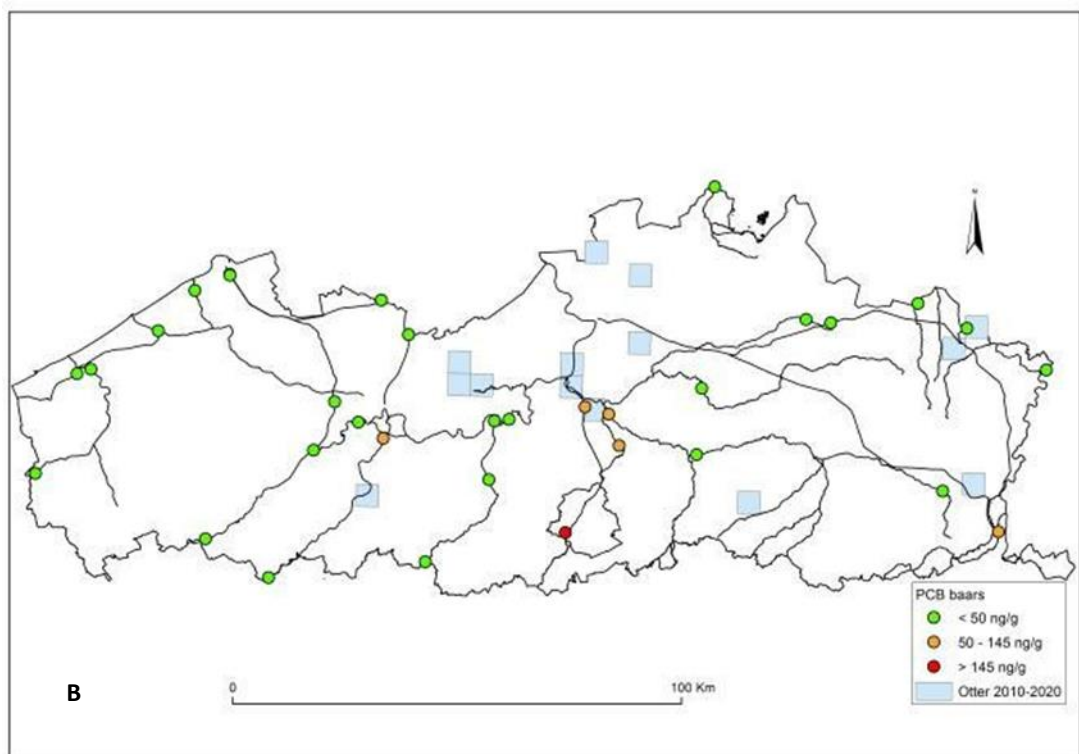 N
PCB baars
< 50 ng/g
50 - 145 ng/g
> 145 ng/g
Otter 2010-2020
B
0 100 Km